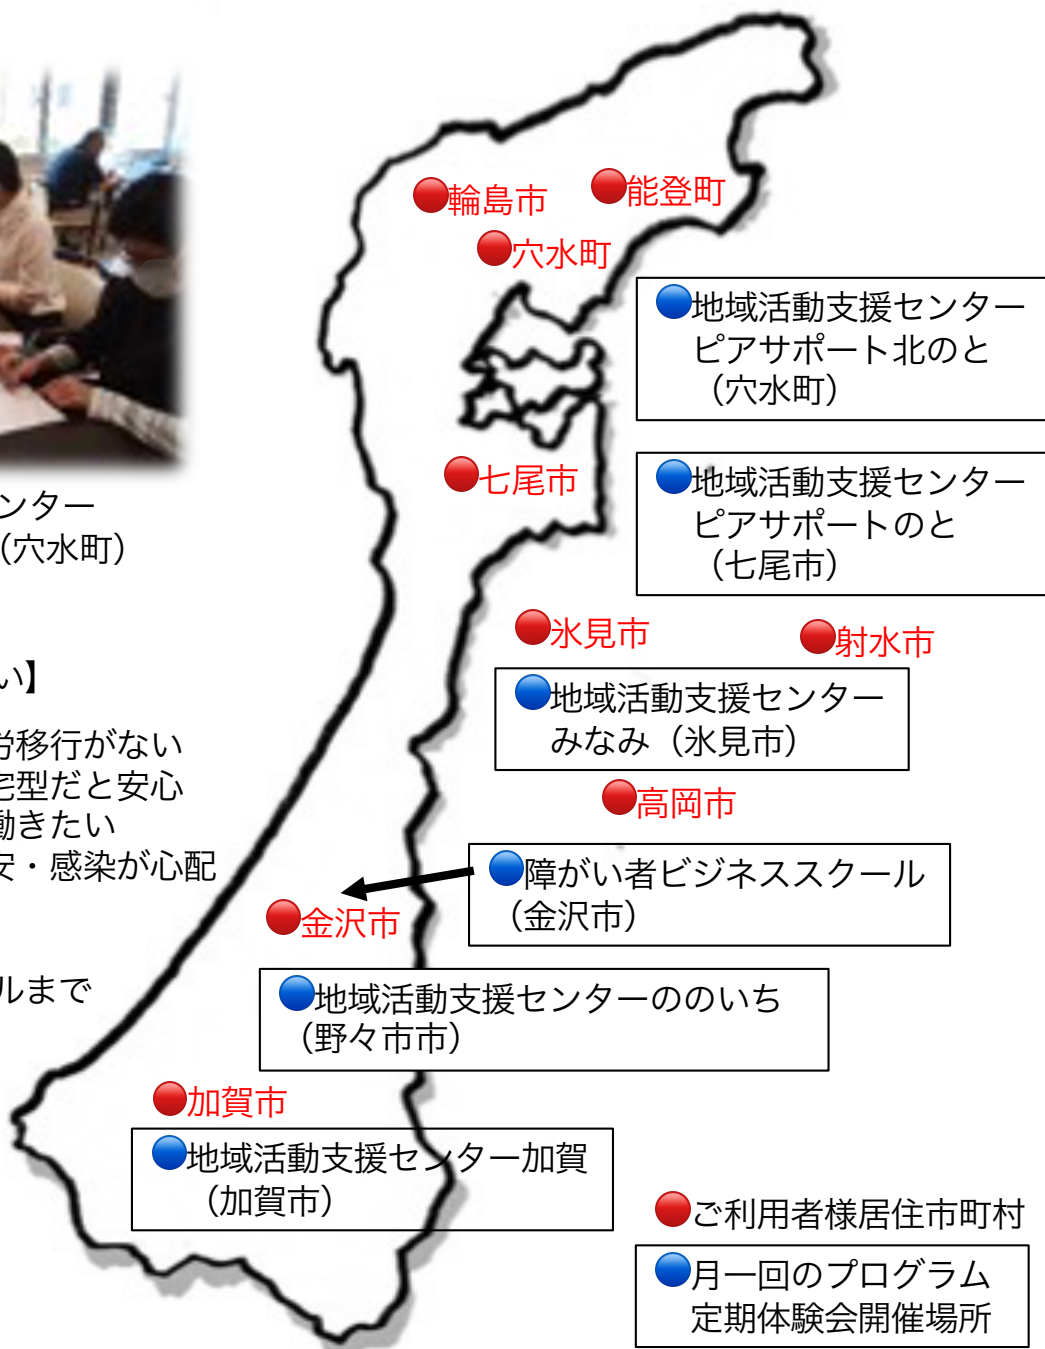 輪島市
能登町
穴水町
地域活動支援センター
ピアサポート北のと
（穴水町）
七尾市
地域活動支援センター
ピアサポートのと
（七尾市）
ンター
（穴水町）
氷見市
射水市
地域活動支援センター
みなみ（氷見市）
い】
労移行がない
宅型だと安心
働きたい
安・感染が心配
高岡市
障がい者ビジネススクール
（金沢市）
金沢市
ルまで
地域活動支援センターののいち
（野々市市）
加賀市
地域活動支援センター加賀
（加賀市）
ご利用者様居住市町村
月一回のプログラム
定期体験会開催場所